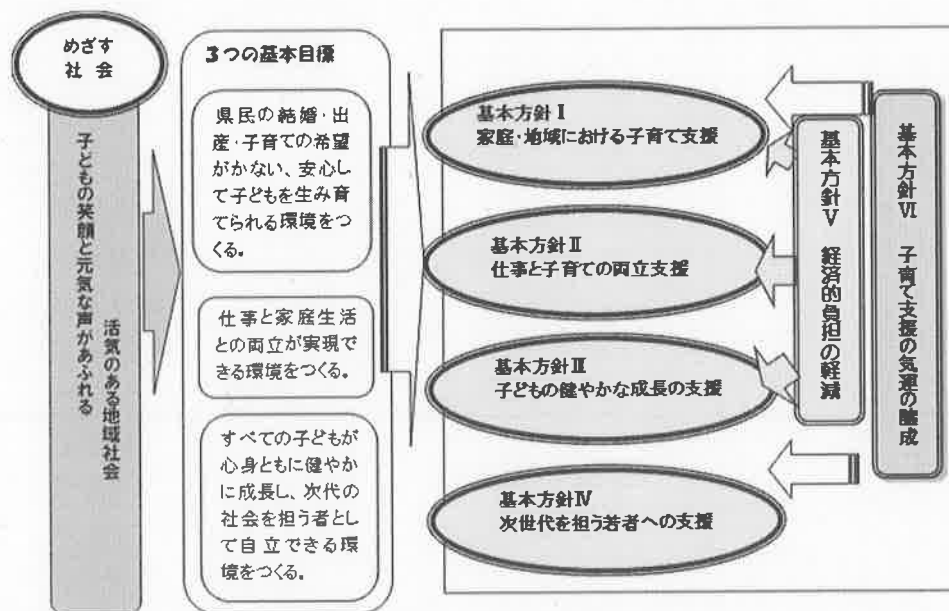 めざす
社 会
子どもの笑顔と元気な声があふれる
活気のある地域社会
3つの基本目標
県民の結婚・出
産・子育ての希望
がかない、安心し
て子どもを生み育
てられる環境をつ
くる。
仕事と家庭生活
との両立が実現で
きる環境をつくる。
すべての子どもが
心身ともに健やか
に成長し、次代の
社会を担う者とし
て自立できる環
境をつくる。
基本方針Ⅰ
家庭・地域における子育て支援
基本方針Ⅱ
仕事と子育ての両立支援
基本方針Ⅲ
子どもの健やかな成長の支援
基本方針Ⅳ
次世代を担う若者への支援
基本方針Ⅴ 経済的負担の軽減
基本方針Ⅵ 子育て支援の気運の醸成